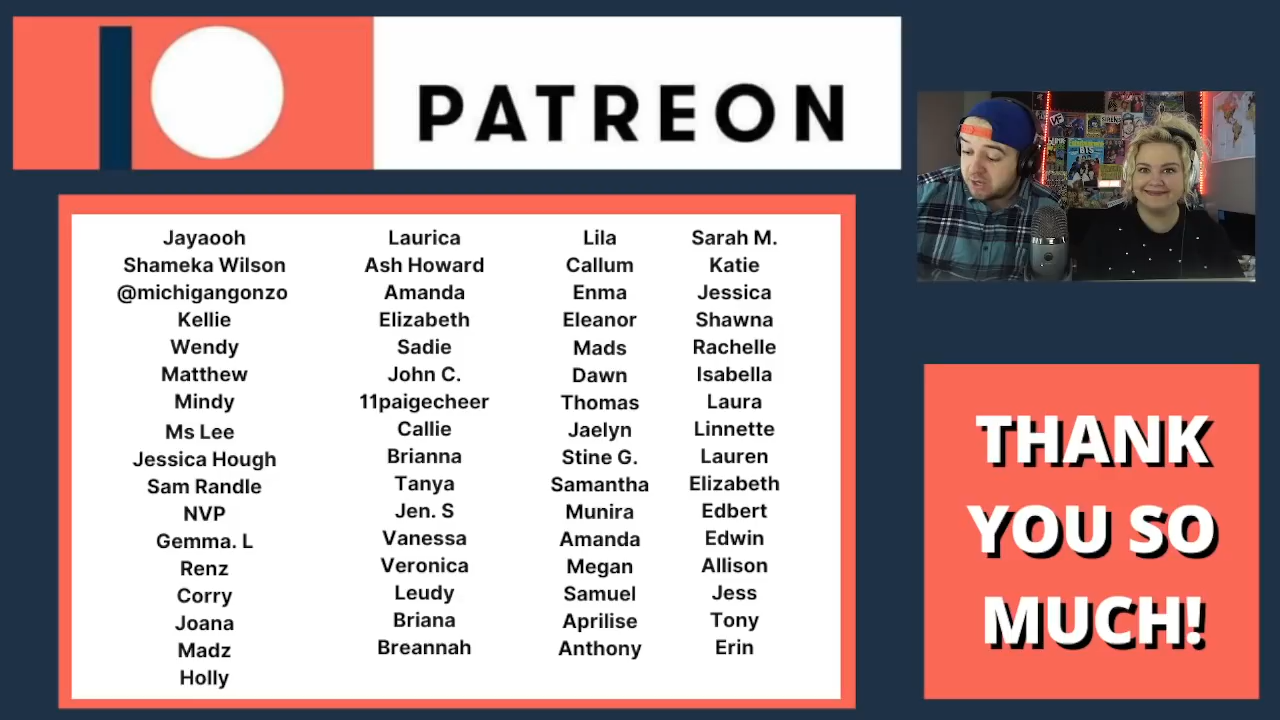 PATREON
Jayaooh
Shameka Wilson
@michigangonzo
Kellie
Wendy
Matthew
Mindy
Ms Lee
Jessica Hough
Sam Randle
NVP
Gemma. L
Renz
Corry
Joana
Madz
Holly
Laurica
Ash Howard
Amanda
Elizabeth
Sadie
John C.
11paigecheer
Callie
Brianna
Tanya
Jen. S
Vanessa
Veronica
Leudy
Briana
Breannah
Lila
Callum
Enma
Eleanor
Mads
Dawn
Thomas
Jaelyn
Stine G.
Samantha
Munira
Amanda
Megan
Samuel
Aprilise
Anthony
Sarah M.
Katie
Jessica
Shawna
Rachelle
Isabella
Laura
Linnette
Lauren
Elizabeth
Edbert
Edwin
Allison
Jess
Tony
Erin
BTS
THANK
YOU SO
MUCH!